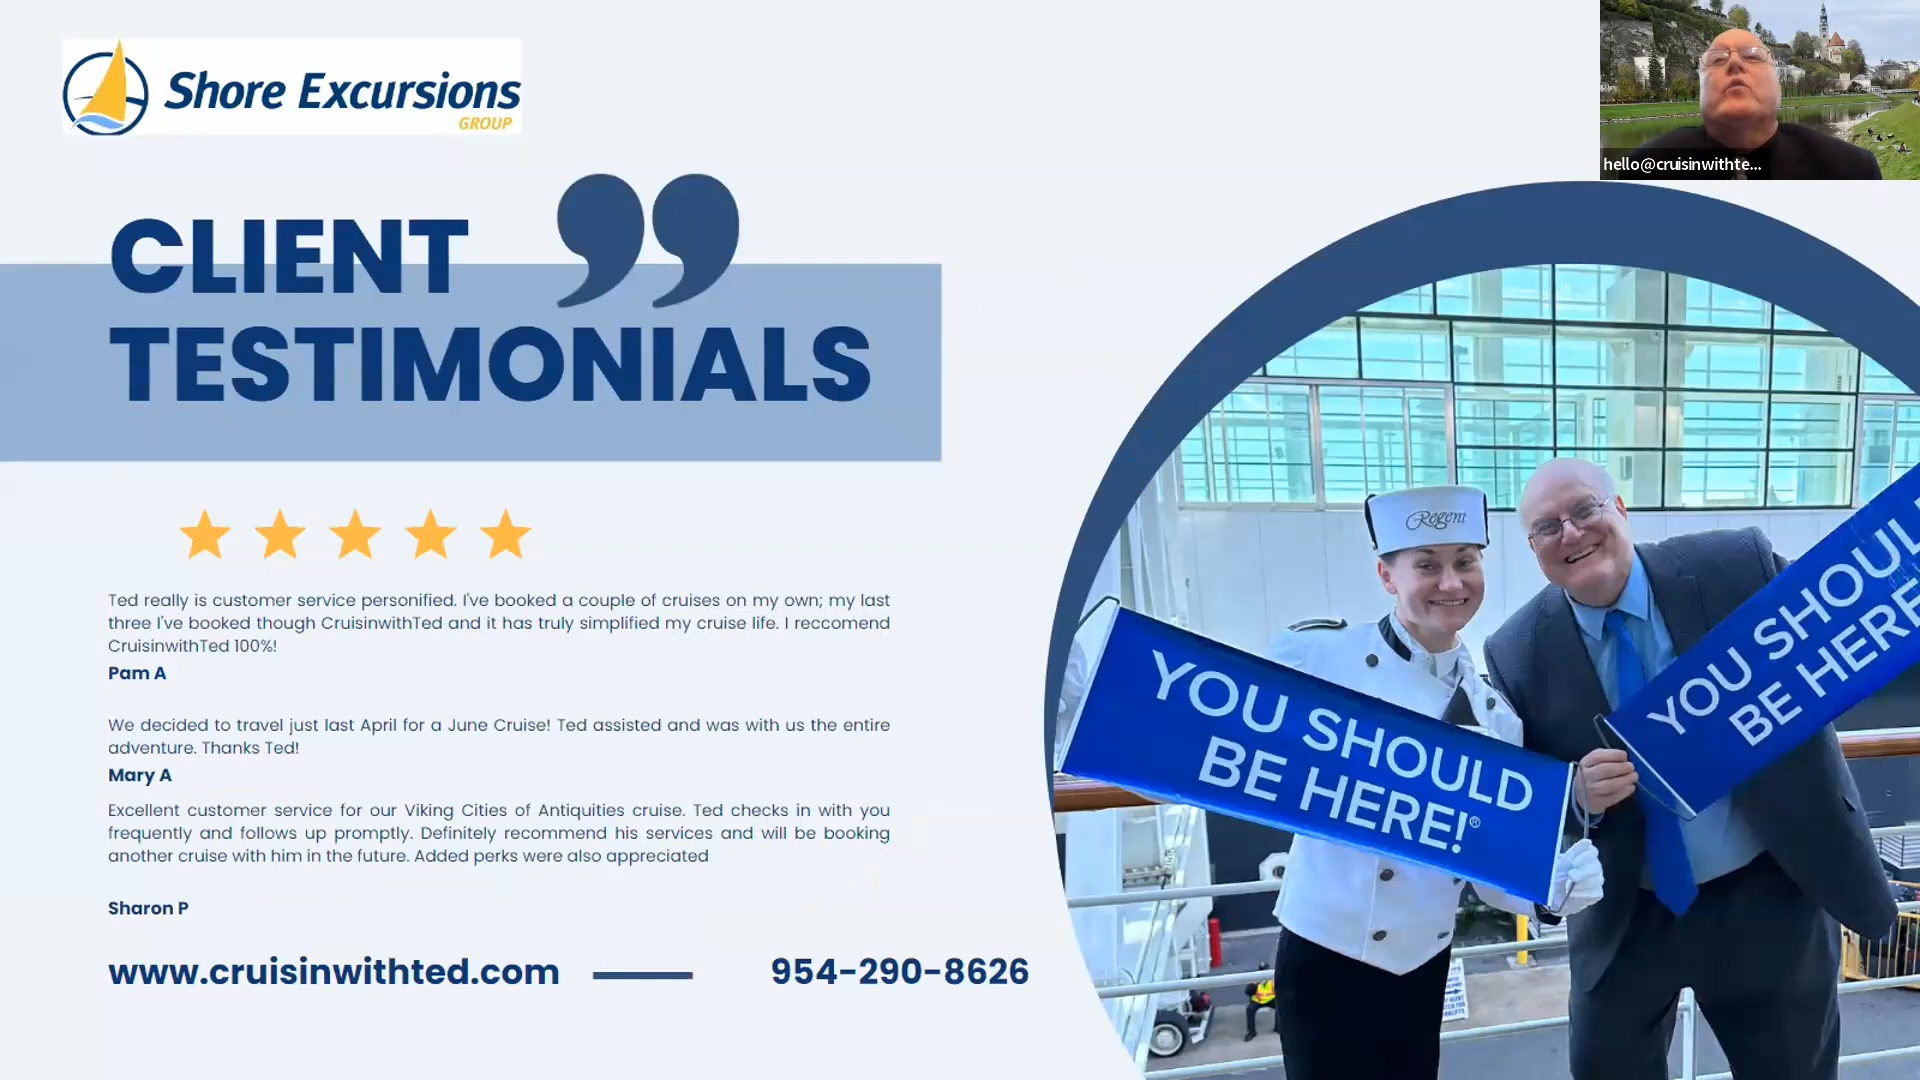 Shore Excursions
GROUP
hello@cruisinwithte...
CLIENT
TESTIMONIALS
Ted really is customer service personified. I've booked a couple of cruises on my own; my last
three I've booked though CruisinwithTed and it has truly simplified my cruise life. I reccomend
CruisinwithTed 100%!
Pam A
We decided to travel just last April for a June Cruise! Ted assisted and was with us the entire
adventure. Thanks Ted!
Mary A
Excellent customer service for our Viking Cities of Antiquities cruise. Ted checks in with you
frequently and follows up promptly. Definitely recommend his services and will be booking
another cruise with him in the future. Added perks were also appreciated
Sharon P
www.cruisinwithted.com
954-290-8626
Regent
YOU SHOULD
BE HERE!®
YOU SHOUL
BE HERE